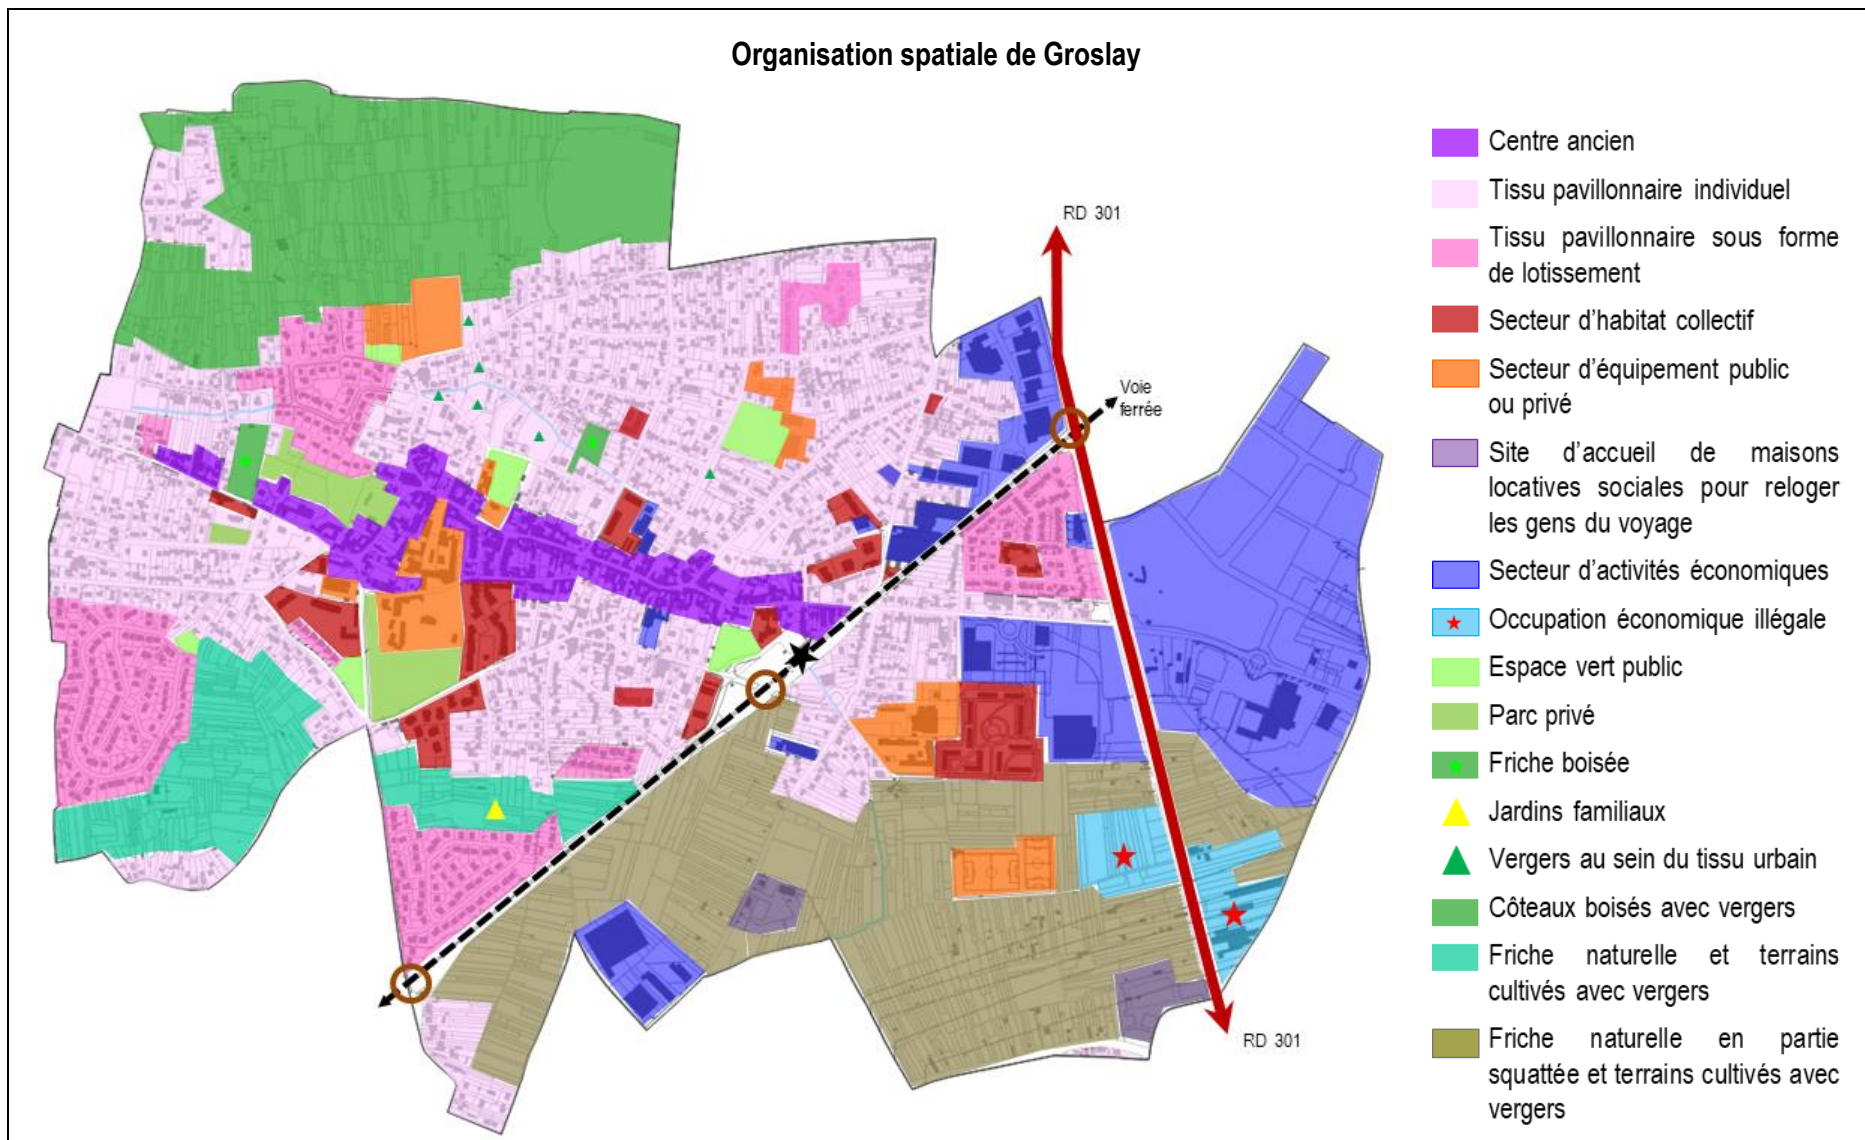 Organisation spatiale de Groslay
RD 301
Voie
ferrée
RD 301
Centre ancien
Tissu pavillonnaire individuel
Tissu pavillonnaire sous forme
de lotissement
Secteur d'habitat collectif
Secteur d'équipement public
ou privé
Site d'accueil de maisons
locatives sociales pour reloger
les gens du voyage
Secteur d'activités économiques
Occupation économique illégale
Espace vert public
Parc privé
Friche boisée
Jardins familiaux
Vergers au sein du tissu urbain
Côteaux boisés avec vergers
Friche naturelle et terrains
cultivés avec vergers
Friche naturelle en partie
squattée et terrains cultivés avec
vergers